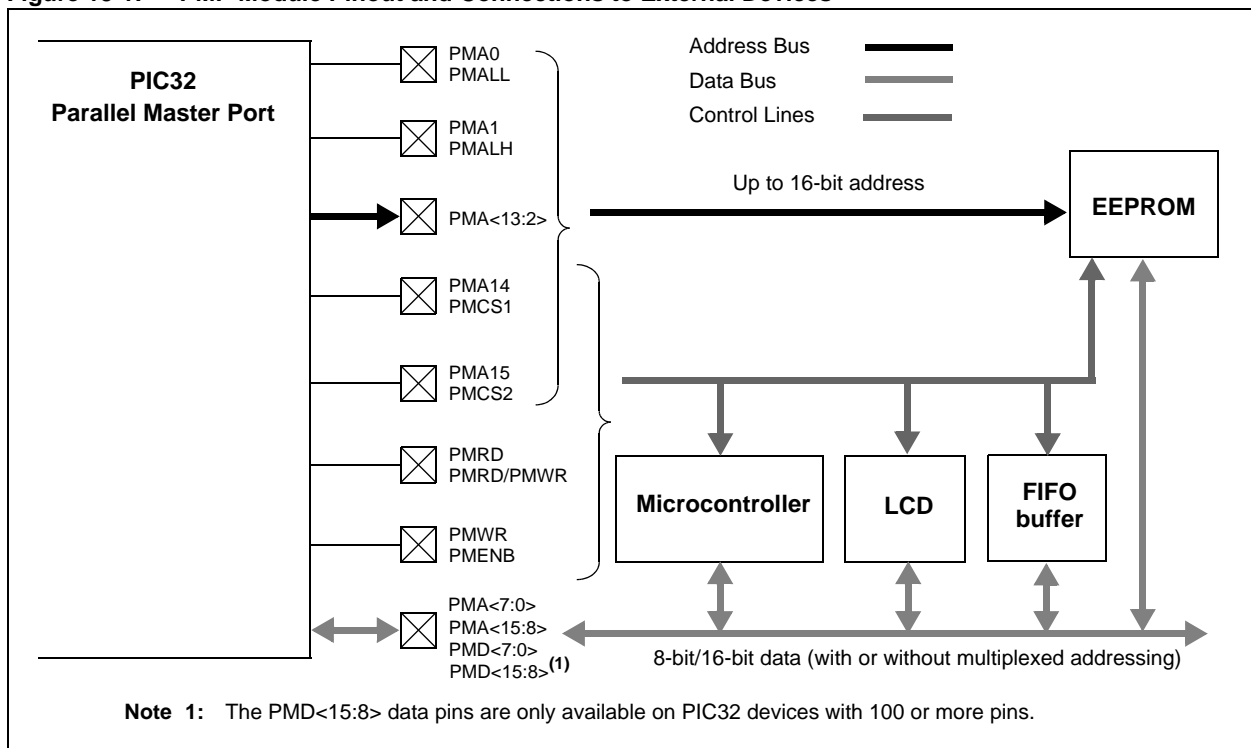 PIC32
Parallel Master Port
PMA0
PMALL
PMA1
PMALH
PMA<13:2>
PMA14
PMCS1
PMA15
PMCS2
PMRD
PMRD/PMWR
PMWR
PMENB
PMA<7:0>
PMA<15:8>
PMD<7:0>
PMD<15:8>(1)
Address Bus
Data Bus
Control Lines
Up to 16-bit address
EEPROM
Microcontroller
LCD
FIFO
buffer
8-bit/16-bit data (with or without multiplexed addressing)
Note 1: The PMD<15:8> data pins are only available on PIC32 devices with 100 or more pins.